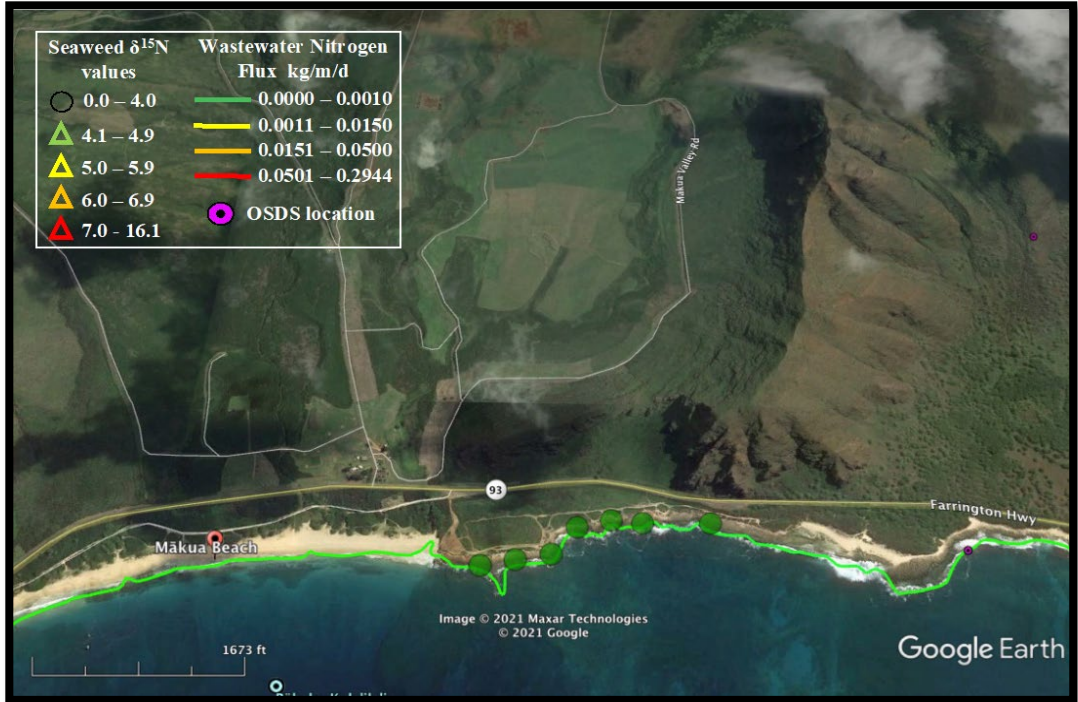 Seaweed δ¹⁵N values
0.0 – 4.0
4.1 – 4.9
5.0 – 5.9
6.0 – 6.9
7.0 - 16.1
Wastewater Nitrogen
Flux kg/m/d
0.0000 – 0.0010
0.0011 – 0.0150
0.0151 – 0.0500
0.0501 – 0.2944
OSDS location
Makua Valley Rd
93
Farrington Hwy
Mākua Beach
Image © 2021 Maxar Technologies
© 2021 Google
Google Earth
1673 ft